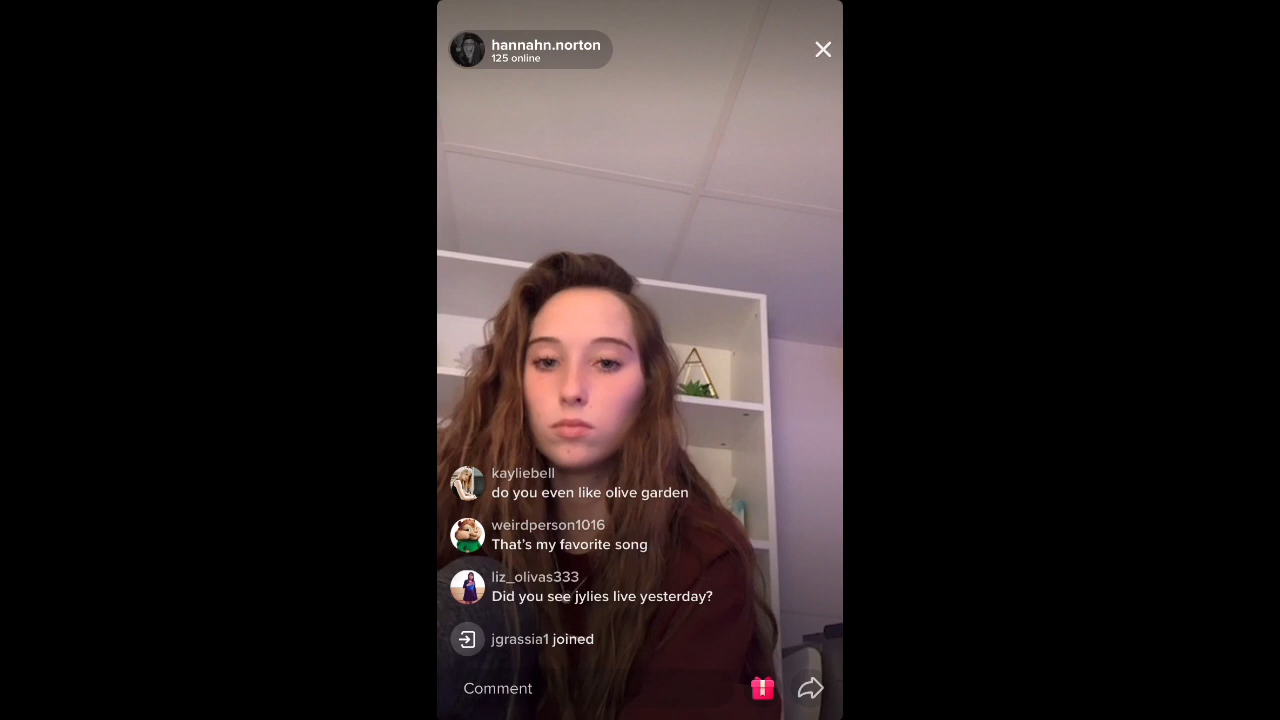 hannahn.norton
125 online
kayliebell
do you even like olive garden
weirdperson1016
That's my favorite song
liz_olivas333
Did you see jylies live yesterday?
jgrassia1 joined
Comment